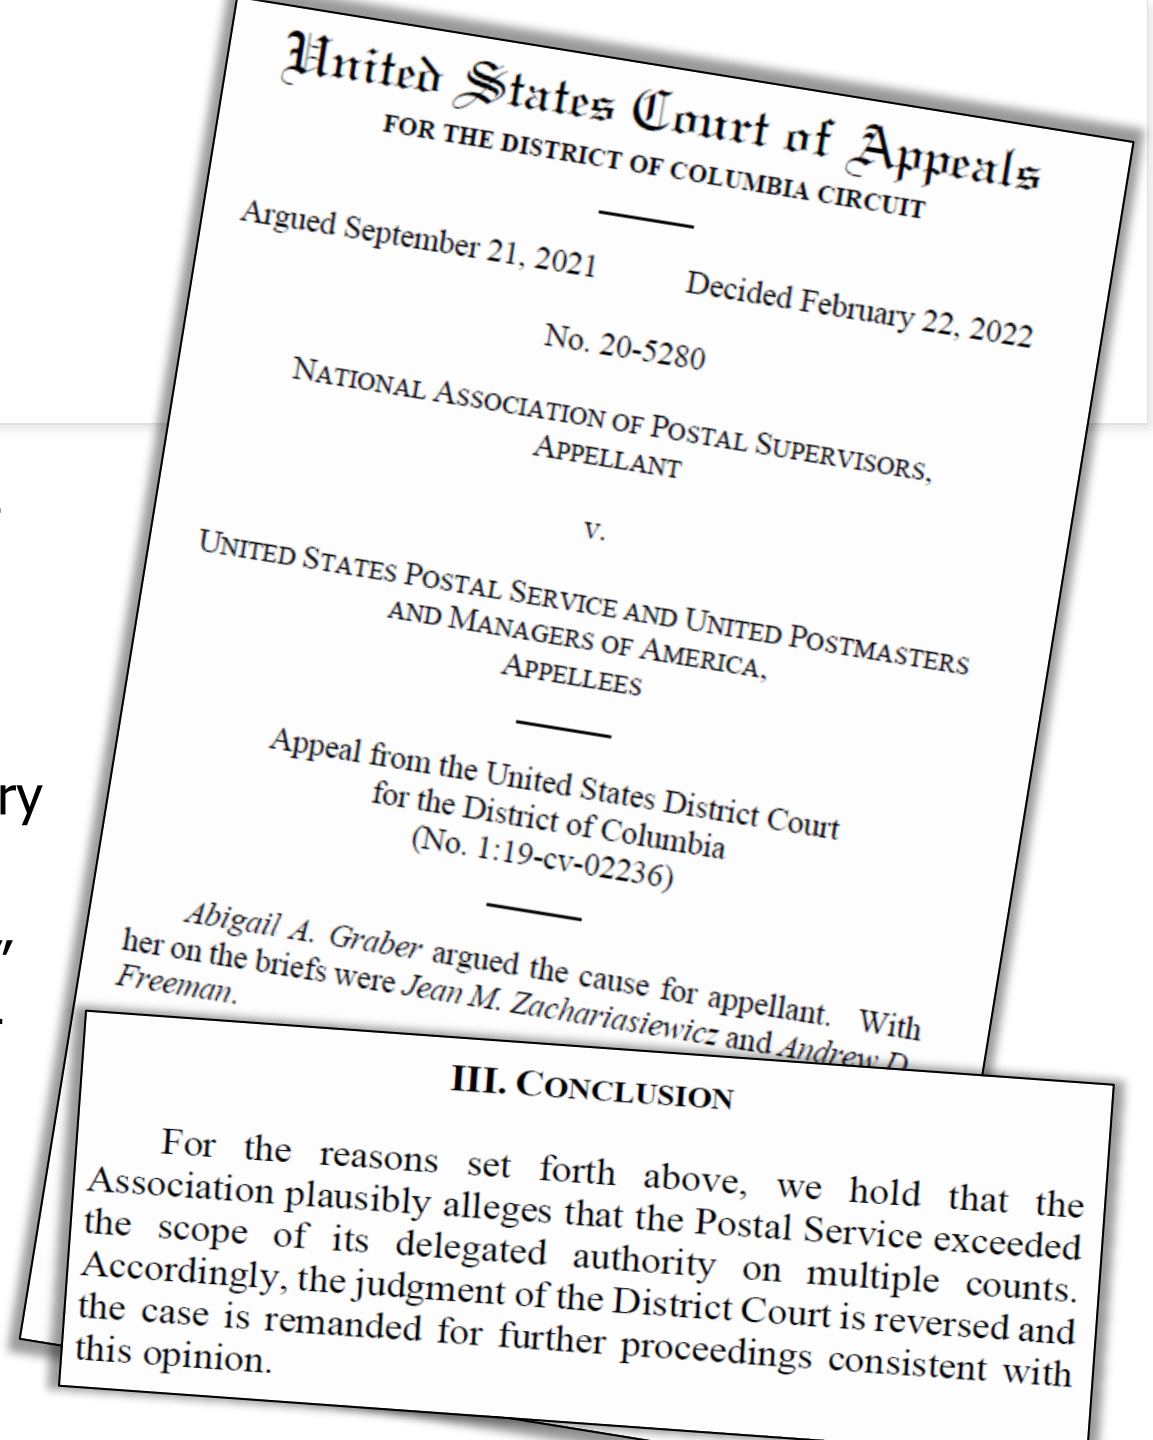 United States Court of Appeals
FOR THE DISTRICT OF COLUMBIA CIRCUIT
Argued September 21, 2021 Decided February 22, 2022
No. 20-5280
NATIONAL ASSOCIATION OF POSTAL SUPERVISORS,
APPELLANT
v.
UNITED STATES POSTAL SERVICE AND UNITED POSTMASTERS
AND MANAGERS OF AMERICA,
APPELLEES
Appeal from the United States District Court
for the District of Columbia
(No. 1:19-cv-02236)
Abigail A. Graber argued the cause for appellant. With
her on the briefs were Jean M. Zachariasiewicz and Andrew D.
Freeman.
ry
”
III. CONCLUSION
For the reasons set forth above, we hold that the
Association plausibly alleges that the Postal Service exceeded
the scope of its delegated authority on multiple counts.
Accordingly, the judgment of the District Court is reversed and
the case is remanded for further proceedings consistent with
this opinion.